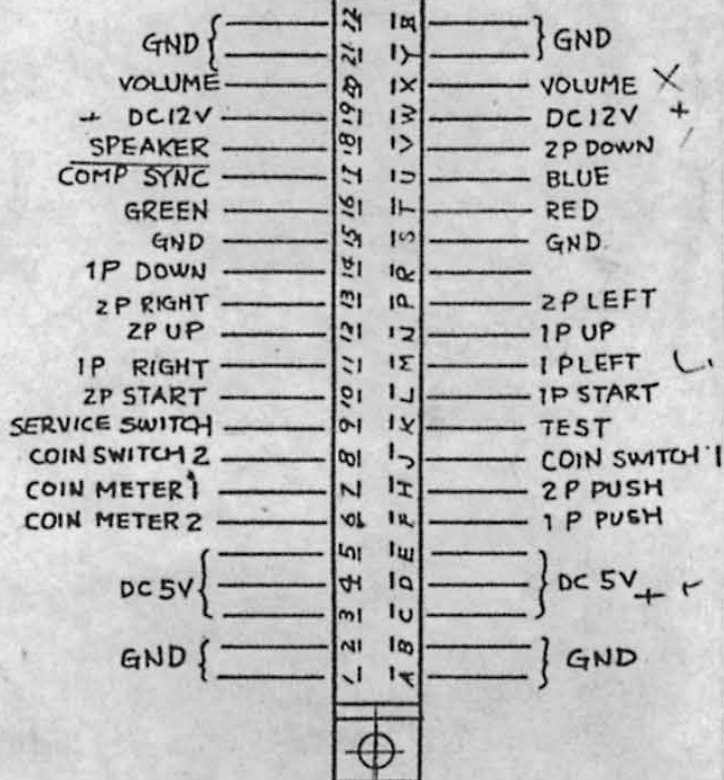 GND { 22 Z } GND
21 Y
VOLUME 20 X VOLUME X
+ DC12V 19 W DC12V +
SPEAKER 18 V 2P DOWN
COMP SYNC 17 U BLUE
GREEN 16 T RED
GND 15 S GND
1P DOWN 14 R
2P RIGHT 13 P 2P LEFT
2P UP 12 N 1P UP
1P RIGHT 11 M 1P LEFT
2P START 10 L 1P START
SERVICE SWITCH 9 K TEST
COIN SWITCH 2 8 J COIN SWITCH 1
COIN METER 1 7 H 2P PUSH
COIN METER 2 6 F 1P PUSH
5 E
DC 5V { 4 D } DC 5V +
3 C
GND { 2 B } GND
1 A